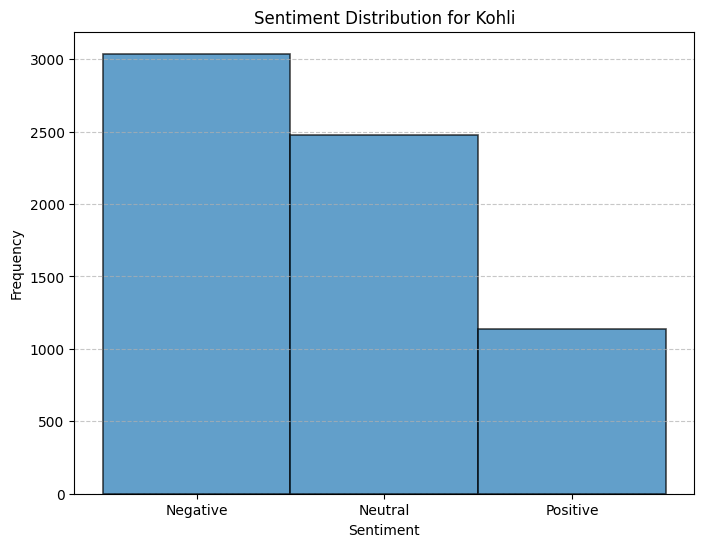 Sentiment Distribution for Kohli
3000
2500
2000
1500
1000
500
0
Frequency
Negative
Neutral
Positive
Sentiment